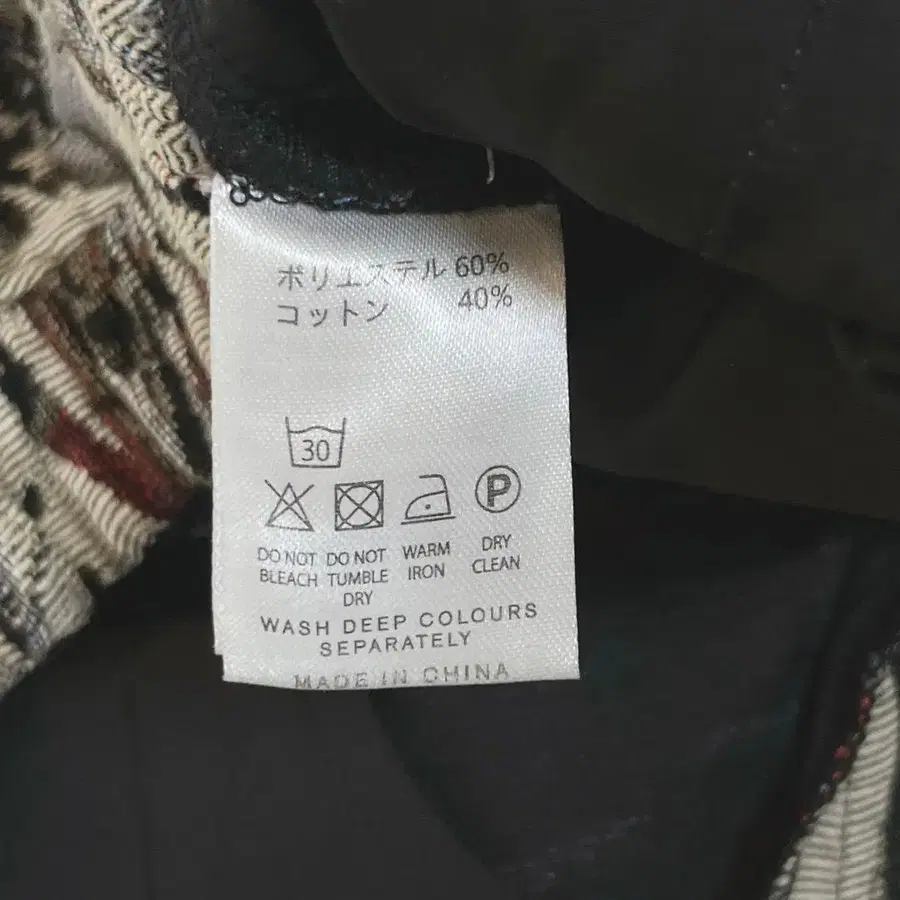 ポリエステル 60%
コットン 40%
30
P
DO NOT BLEACH
DO NOT TUMBLE DRY
WARM IRON
DRY CLEAN
WASH DEEP COLOURS
SEPARATELY
MADE IN CHINA